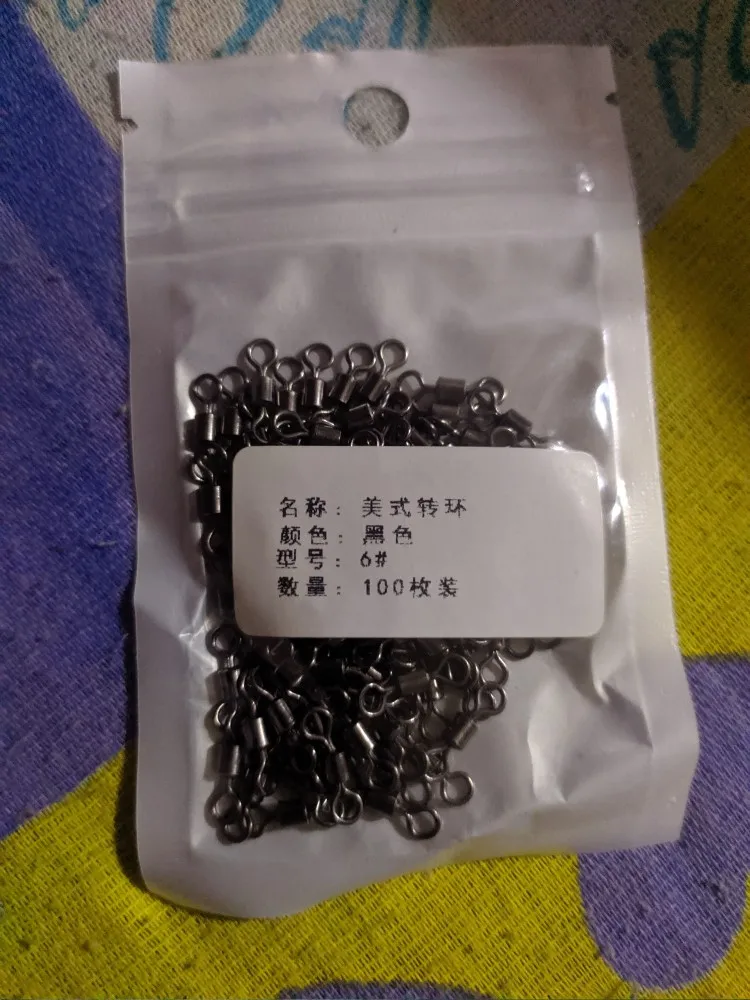 名称: 美式转环
颜色: 黑色
型号: 6#
数量: 100枚装